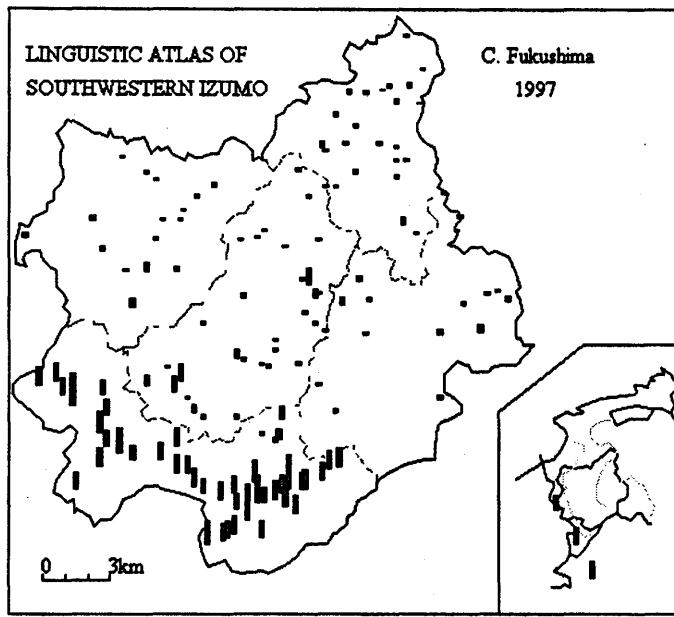 LINGUISTIC ATLAS OF
SOUTHWESTERN IZUMO
C. Fukushima
1997
0 3km